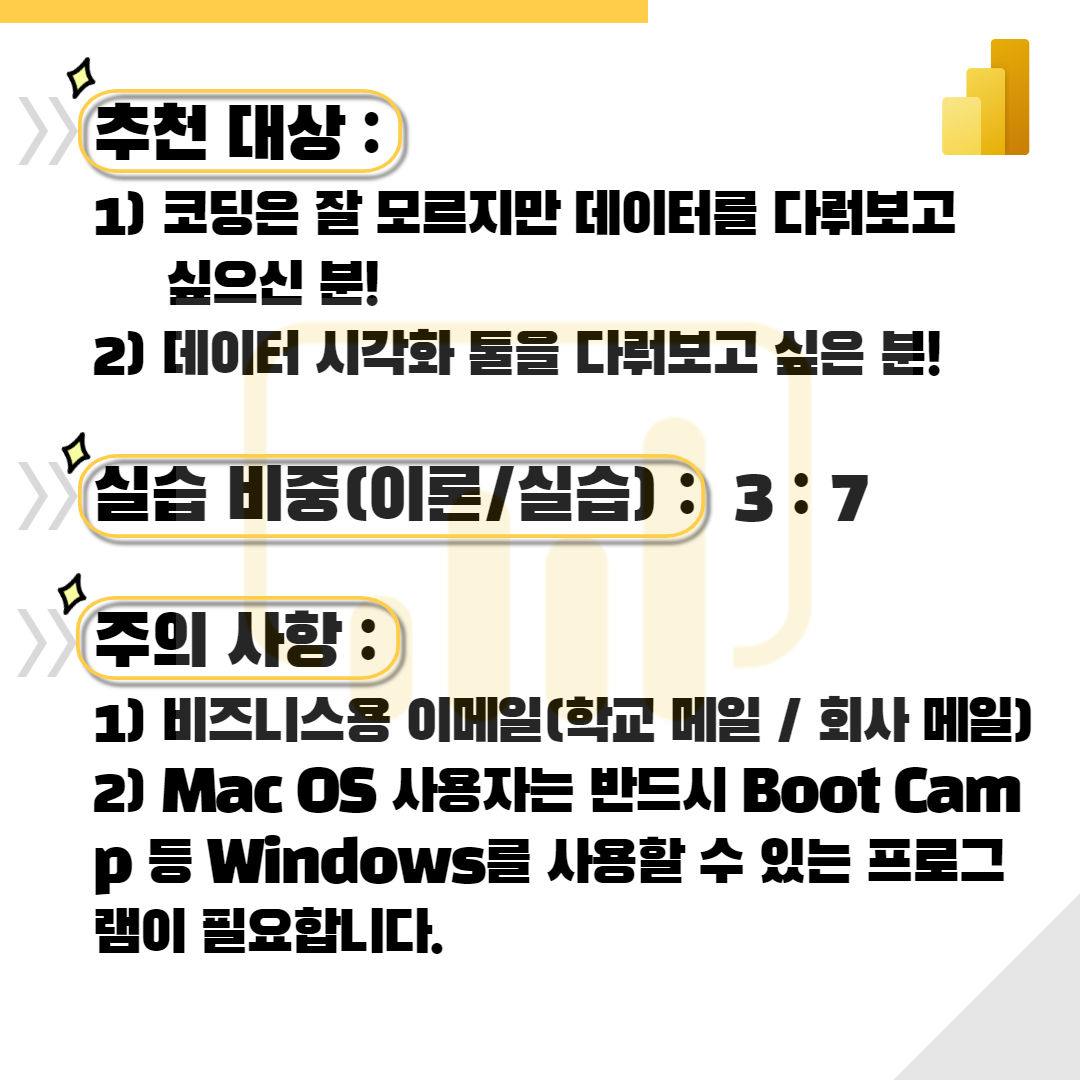 추천 대상 :
1) 코딩은 잘 모르지만 데이터를 다뤄보고
싶으신 분!
2) 데이터 시각화 툴을 다뤄보고 싶은 분!
실습 비중(이론/실습) : 3 : 7
주의 사항 :
1) 비즈니스용 이메일(학교 메일 / 회사 메일)
2) Mac OS 사용자는 반드시 Boot Cam
p 등 Windows를 사용할 수 있는 프로그
램이 필요합니다.